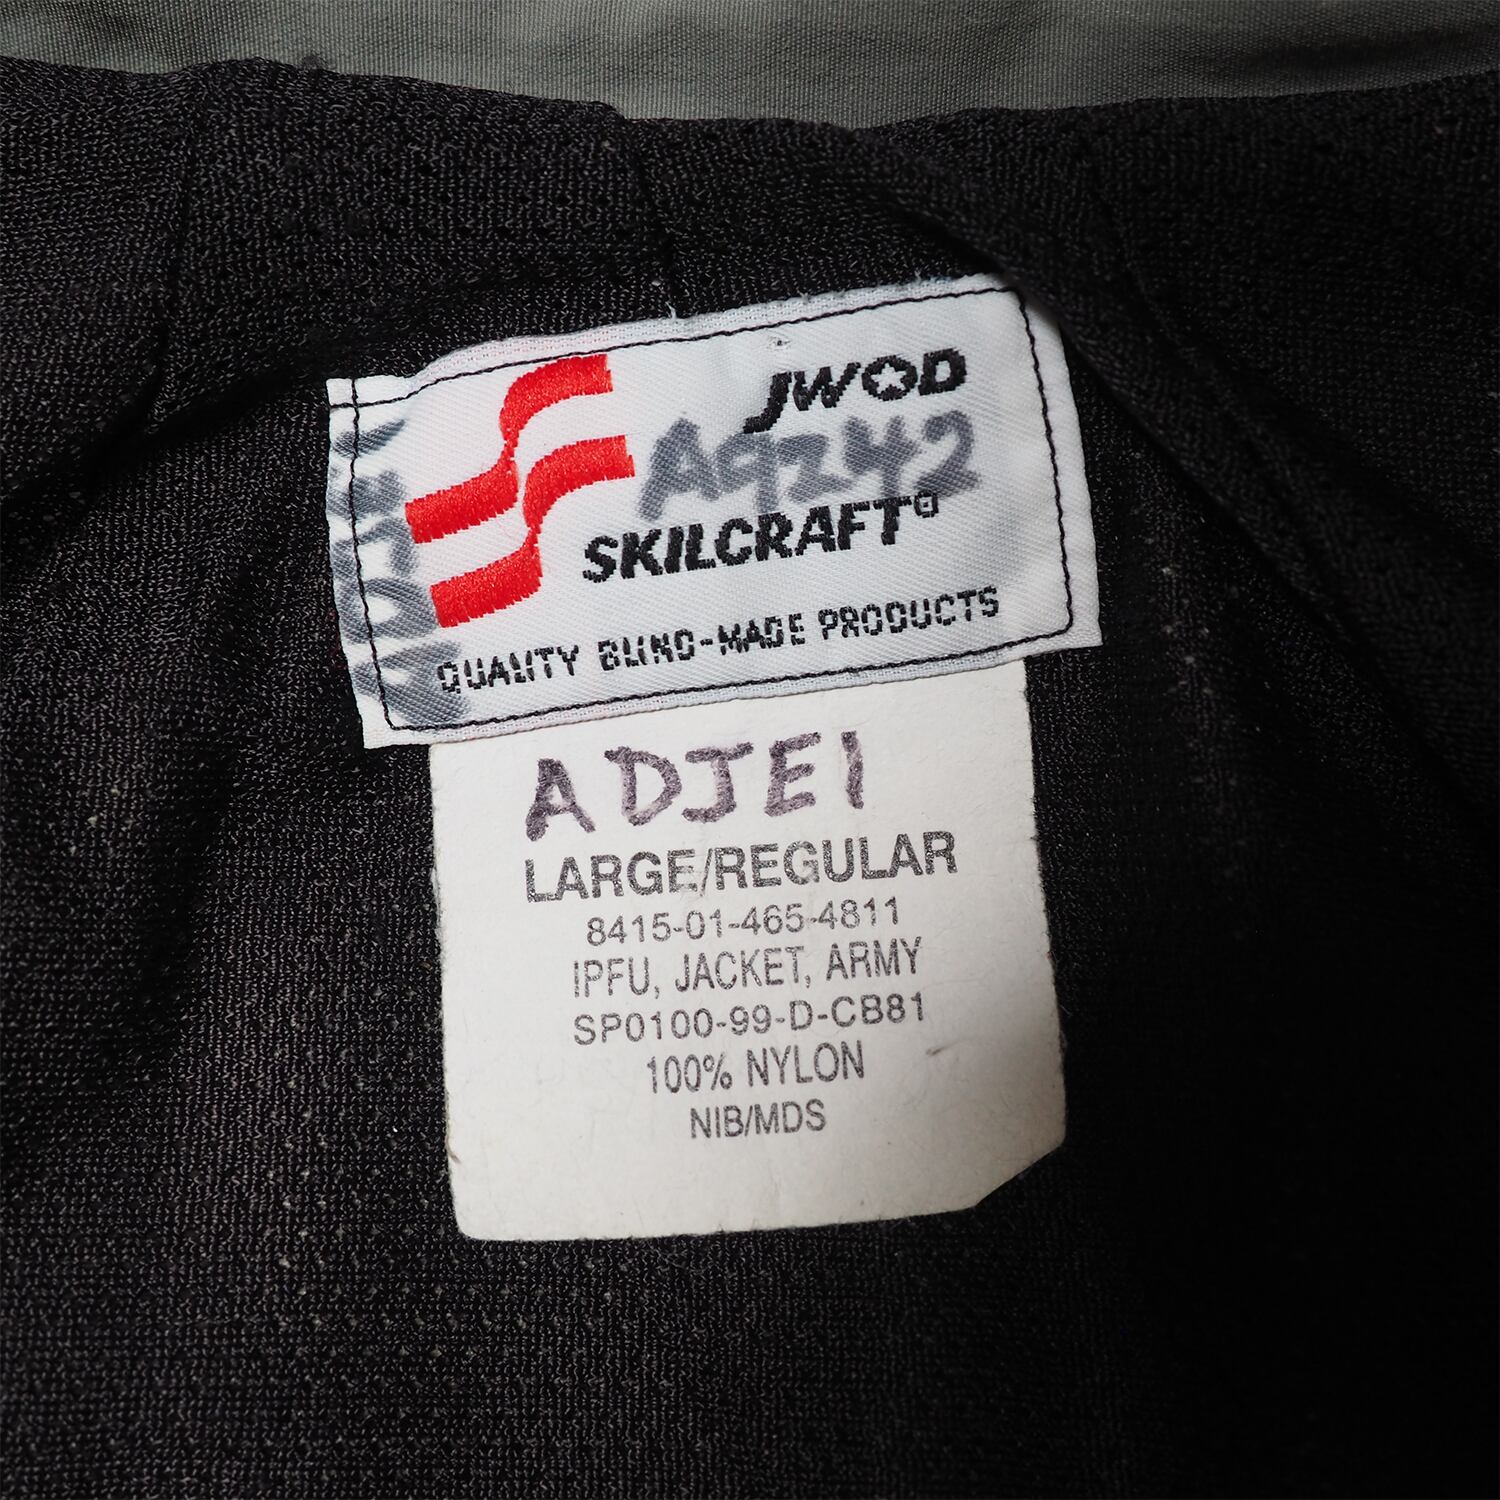 JWOD
A9242
SKILCRAFT®
QUALITY BLIND-MADE PRODUCTS
ADJEI
ADJEI
LARGE/REGULAR
8415-01-465-4811
IPFU, JACKET, ARMY
SP0100-99-D-CB81
100% NYLON
NIB/MDS